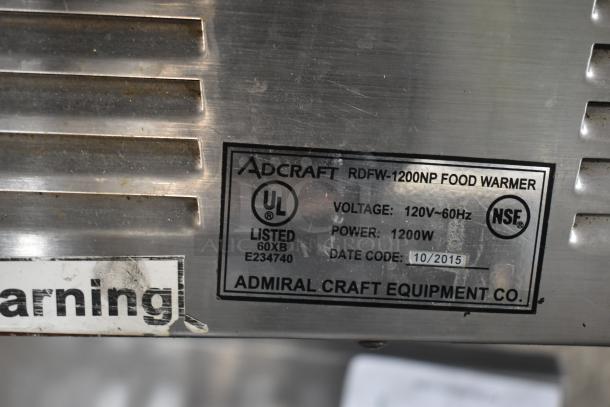 ADCRAFT RDFW-1200NP FOOD WARMER
UL
LISTED
60XB
E234740
VOLTAGE: 120V~60Hz
POWER: 1200W
DATE CODE: 10/2015
NSF
ADMIRAL CRAFT EQUIPMENT CO.
arning